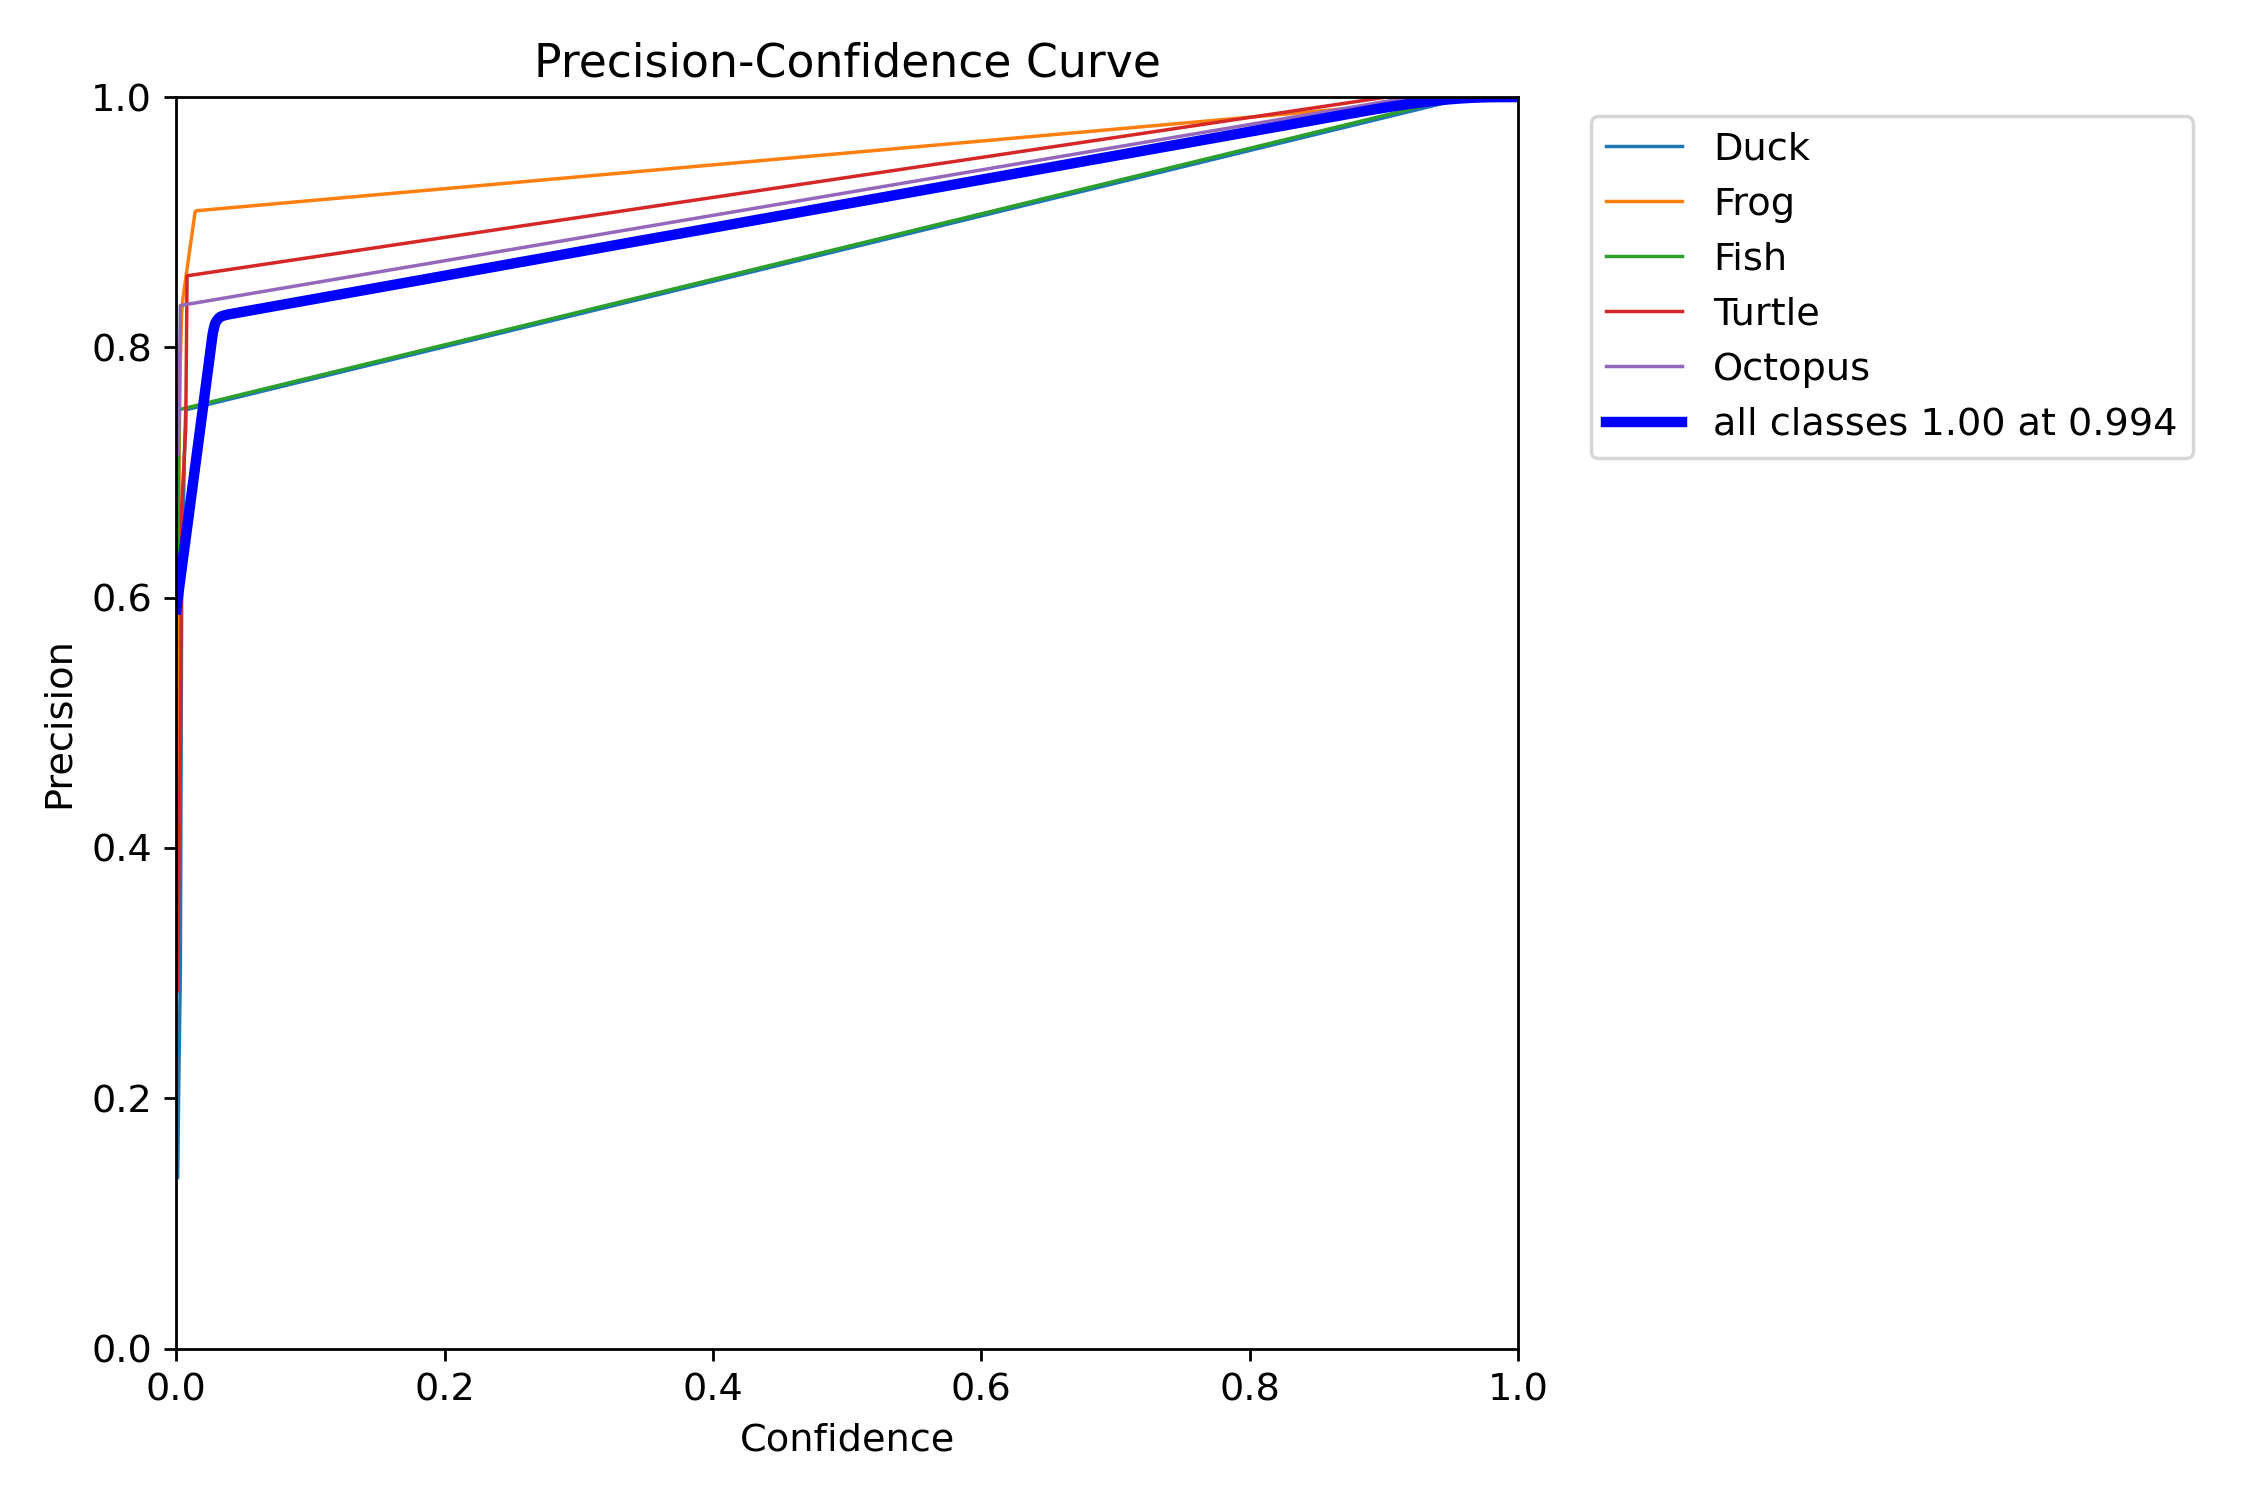 Precision-Confidence Curve
1.0
0.8
0.6
0.4
0.2
0.0
Precision
0.0 0.2 0.4 0.6 0.8 1.0
Confidence
Duck
Frog
Fish
Turtle
Octopus
all classes 1.00 at 0.994